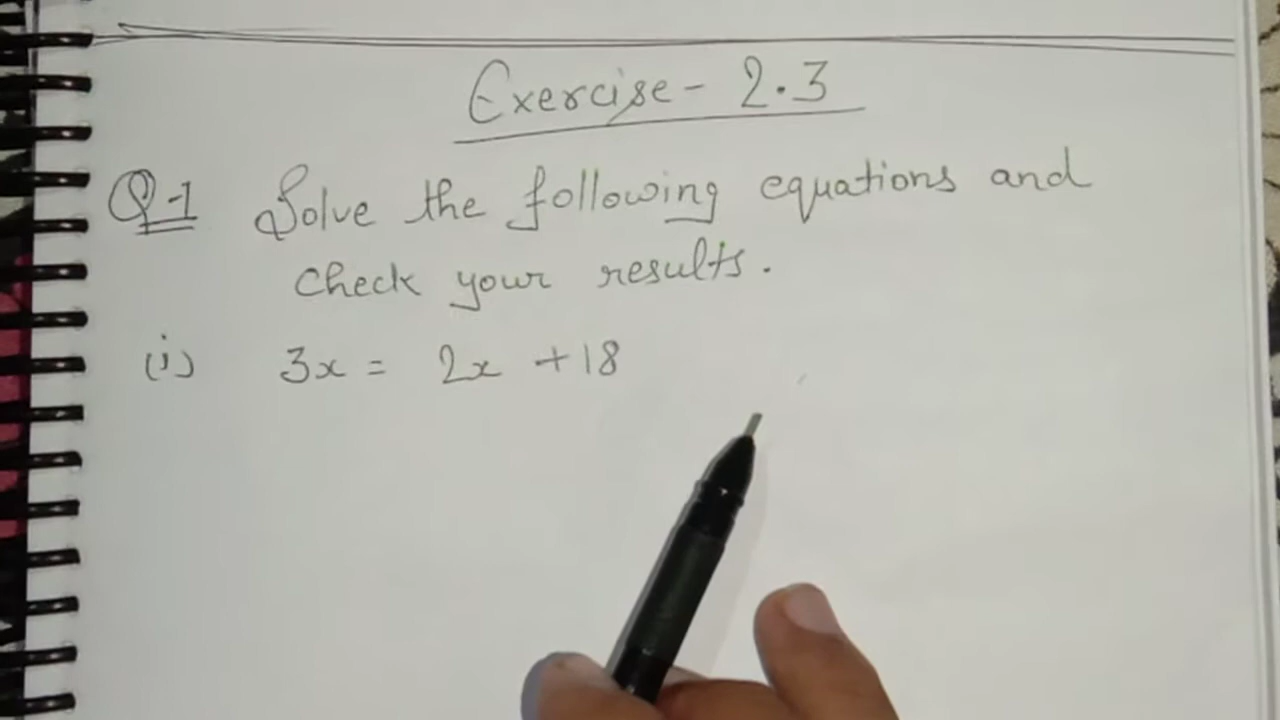 Exercise - 2.3
Q-1 Solve the following equations and
check your results.
(i) 3x = 2x + 18